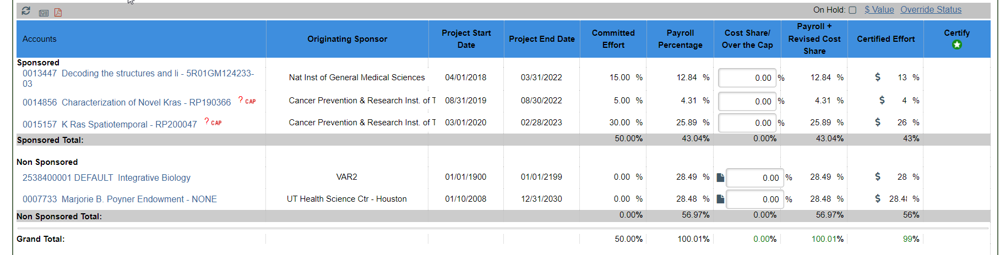 On Hold: $ Value Override Status
Accounts Originating Sponsor Project Start Date Project End Date Committed Effort Payroll Percentage Cost Share/ Over the Cap Payroll + Revised Cost Share Certified Effort Certify
Sponsored
0013447 Decoding the structures and li - 5R01GM124233-03 Nat Inst of General Medical Sciences 04/01/2018 03/31/2022 15.00 % 12.84 % 0.00 % 12.84 % $ 13 %
0014856 Characterization of Novel Kras - RP190366 ? CAP Cancer Prevention & Research Inst. of T 08/31/2019 08/30/2022 5.00 % 4.31 % 0.00 % 4.31 % $ 4 %
0015157 K Ras Spatiotemporal - RP200047 ? CAP Cancer Prevention & Research Inst. of T 03/01/2020 02/28/2023 30.00 % 25.89 % 0.00 % 25.89 % $ 26 %
Sponsored Total: 50.00% 43.04% 0.00% 43.04% 43%
Non Sponsored
2538400001 DEFAULT Integrative Biology VAR2 01/01/1900 01/01/2199 0.00 % 28.49 % 0.00 % 28.49 % $ 28 %
0007733 Marjorie B. Poyner Endowment - NONE UT Health Science Ctr - Houston 01/10/2008 12/31/2030 0.00 % 28.48 % 0.00 % 28.48 % $ 28.48 %
Non Sponsored Total: 0.00% 56.97% 0.00% 56.97% 56%
Grand Total: 50.00% 100.01% 0.00% 100.01% 99%